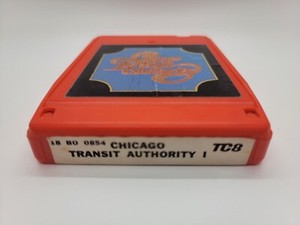 18 BO 0854 CHICAGO TC8
TRANSIT AUTHORITY I